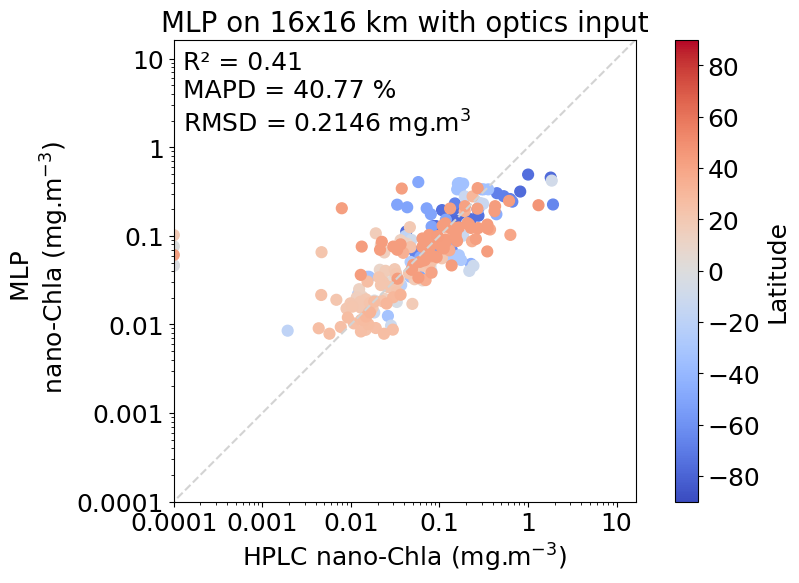 MLP on 16x16 km with optics input
R² = 0.41
MAPD = 40.77 %
RMSD = 0.2146 mg.m³
10
1
0.1
0.01
0.001
0.0001
MLP
nano-Chla (mg.m⁻³)
0.0001 0.001 0.01 0.1 1 10
HPLC nano-Chla (mg.m⁻³)
80
60
40
20
0
−20
−40
−60
−80
Latitude